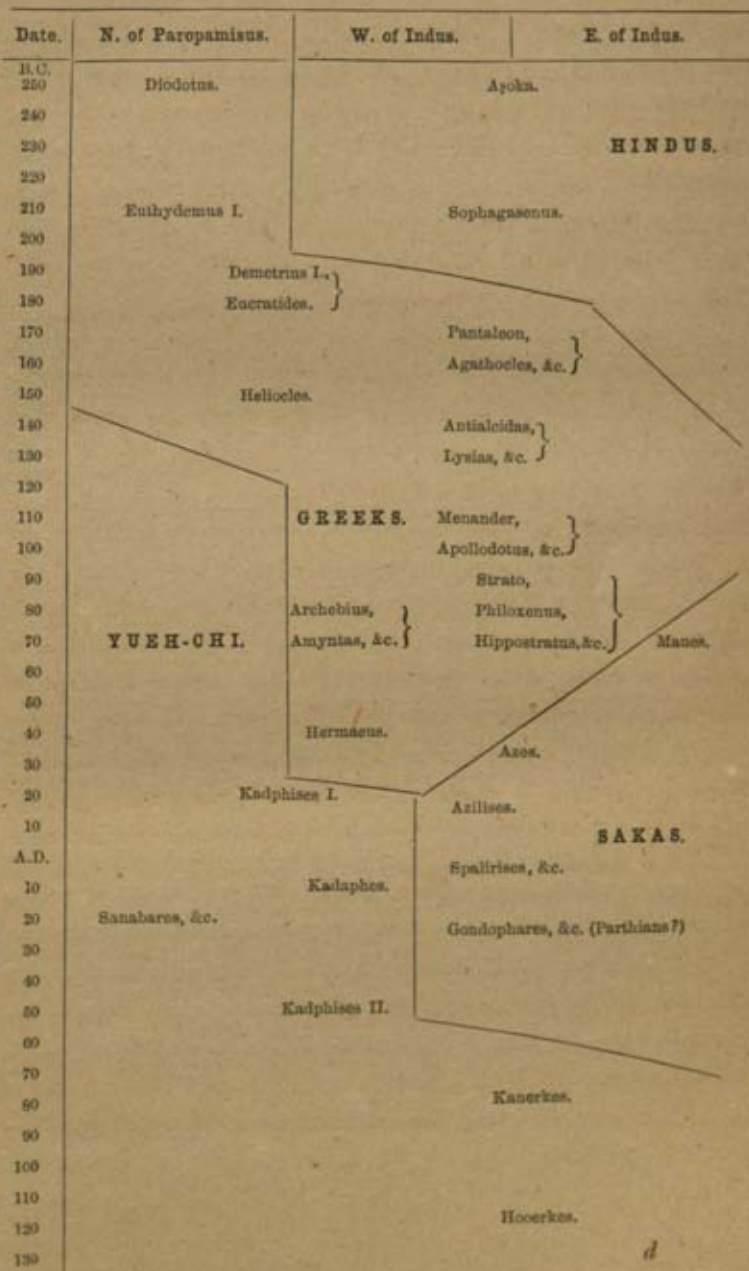 Date. N. of Paropamisus. W. of Indus. E. of Indus.
B.C.
250 Diodotus. Açoka.
240
230 HINDUS.
220
210 Euthydemus I. Sophagasenus.
200
190 Demetrius I.,
180 Eucratides.
170 Pantaleon,
160 Agathocles, &c.
150 Heliocles.
140 Antialcidas,
130 Lysias, &c.
120
110 GREEKS. Menander,
100 Apollodotus, &c.
90 Strato,
80 Archebius, Philoxenus,
70 YUEH-CHI. Amyntas, &c. Hippostratus, &c. Manes.
60
50
40 Hermaeus.
30 Azes.
20 Kadphises I. Azilises.
10 SAKAS.
A.D. Spalirises, &c.
10 Kadaphes.
20 Sanabares, &c. Gondophares, &c. (Parthians?)
30
40
50 Kadphises II.
60
70
80 Kanerkes.
90
100
110
120 Hooerkes.
130 d